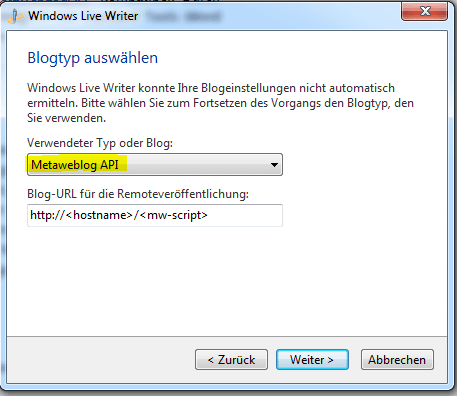 Windows Live Writer
Blogtyp auswählen
Windows Live Writer konnte Ihre Blogeinstellungen nicht automatisch
ermitteln. Bitte wählen Sie zum Fortsetzen des Vorgangs den Blogtyp, den
Sie verwenden.
Verwendeter Typ oder Blog:
Metaweblog API
Blog-URL für die Remoteveröffentlichung:
http://<hostname>/<mw-script>
< Zurück
Weiter >
Abbrechen